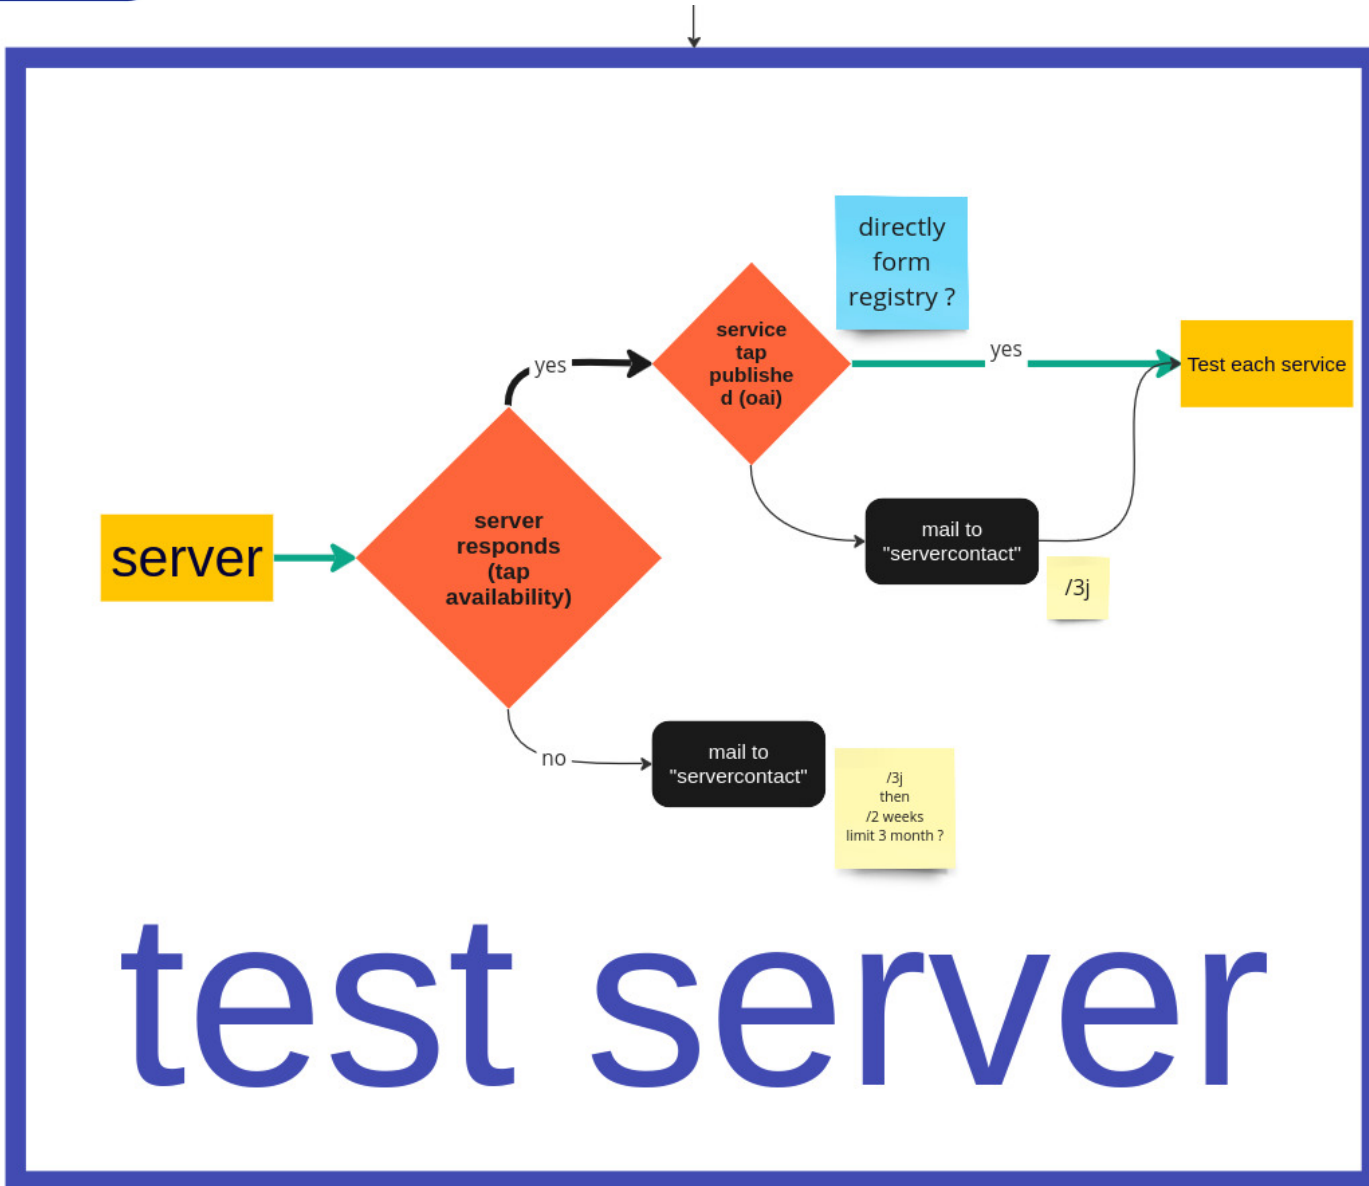 directly
form
registry ?
service
tap
publishe
d (oai)
yes
yes
Test each service
server
server
responds
(tap
availability)
mail to
"servercontact"
/3j
no
mail to
"servercontact"
/3j
then
/2 weeks
limit 3 month ?
test server